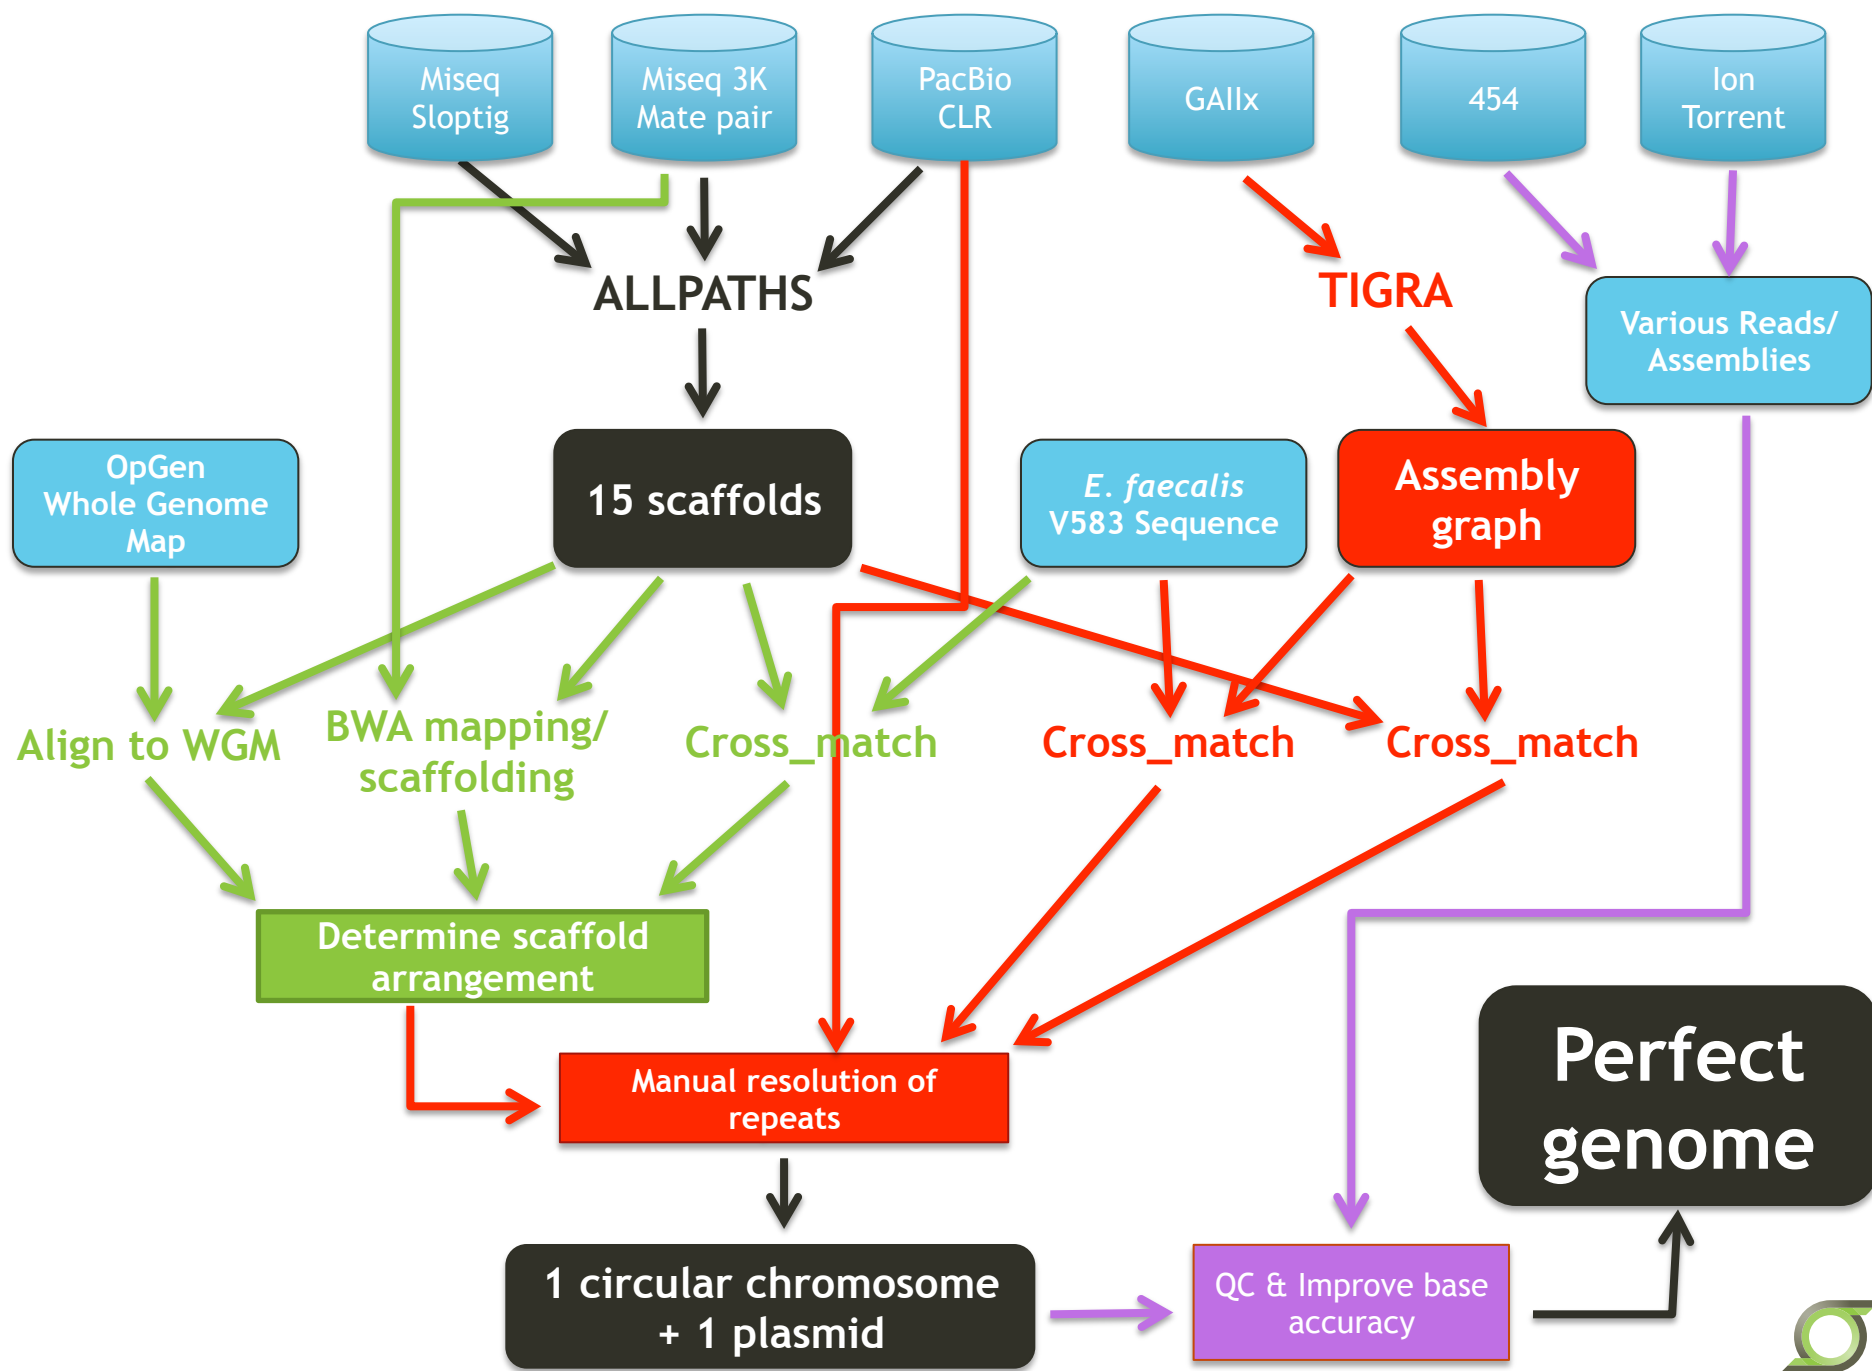 Miseq
Sloptig
Miseq 3K
Mate pair
PacBio
CLR
GAIIx
454
Ion
Torrent
ALLPATHS
TIGRA
Various Reads/
Assemblies
OpGen
Whole Genome
Map
15 scaffolds
E. faecalis
V583 Sequence
Assembly
graph
Align to WGM
BWA mapping/
scaffolding
Cross_match
Cross_match
Cross_match
Determine scaffold
arrangement
Manual resolution of
repeats
Perfect
genome
1 circular chromosome
+ 1 plasmid
QC & Improve base
accuracy